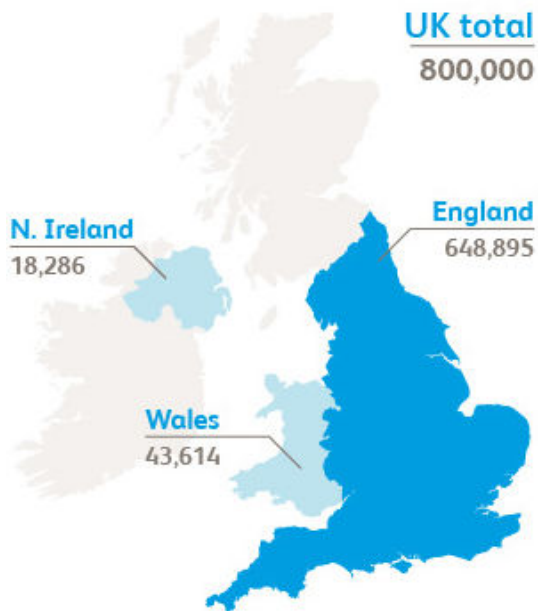 UK total
800,000
N. Ireland
18,286
England
648,895
Wales
43,614